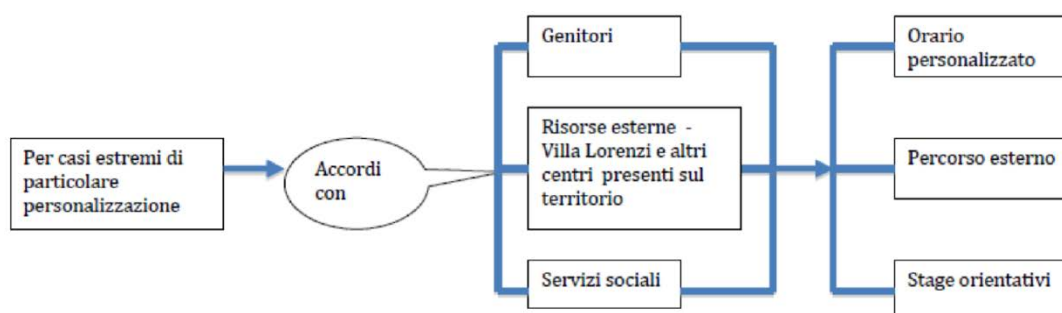 Per casi estremi di
particolare
personalizzazione
Accordi
con
Genitori
Risorse esterne -
Villa Lorenzi e altri
centri presenti sul
territorio
Servizi sociali
Orario
personalizzato
Percorso esterno
Stage orientativi